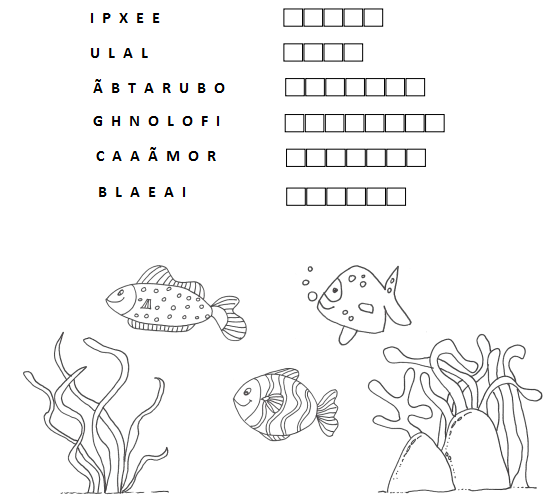 I P X E E
U L A L
Ã B T A R U B O
G H N O L O F I
C A A Ã M O R
B L A E A I